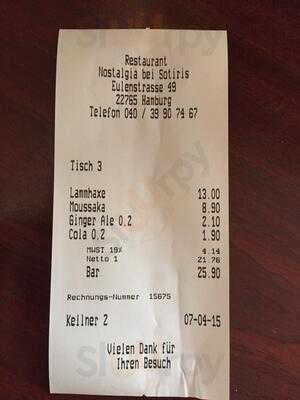 Restaurant
Nostalgia bei Sotiris
Eulenstrasse 49
22765 Hamburg
Telefon 040 / 39 90 74 67
Tisch 3
Lammhaxe 13.00
Moussaka 8.90
Ginger Ale 0,2 2.10
Cola 0,2 1.90
MWST 19% 4.14
Netto 1 21.76
Bar 25.90
Rechnungs-Nummer 15675
Kellner 2 07-04-15
Vielen Dank für
Ihren Besuch